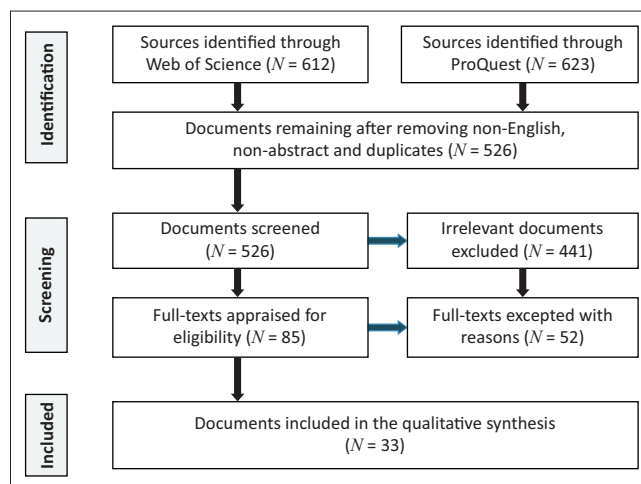 Identification
Sources identified through
Web of Science (N = 612)
Sources identified through
ProQuest (N = 623)
Documents remaining after removing non-English,
non-abstract and duplicates (N = 526)
Screening
Documents screened
(N = 526)
Irrelevant documents
excluded (N = 441)
Full-texts appraised for
eligibility (N = 85)
Full-texts excepted with
reasons (N = 52)
Included
Documents included in the qualitative synthesis
(N = 33)